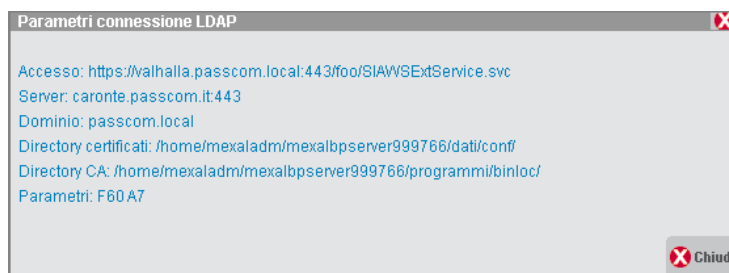 Parametri connessione LDAP
Accesso: https://valhalla.passcom.local:443/foo/SIAWSExtService.svc
Server: caronte.passcom.it:443
Dominio: passcom.local
Directory certificati: /home/mexaladm/mexalbpserver999766/dati/conf/
Directory CA: /home/mexaladm/mexalbpserver999766/programmi/binloc/
Parametri: F60 A7
Chiud